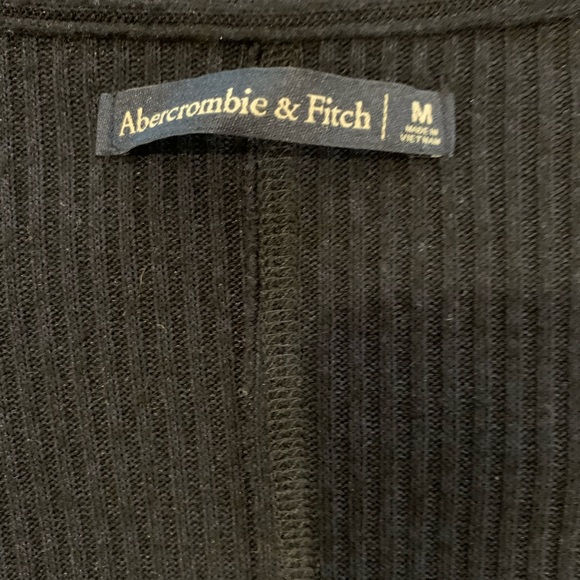 Abercrombie & Fitch | M
MADE IN
VIETNAM